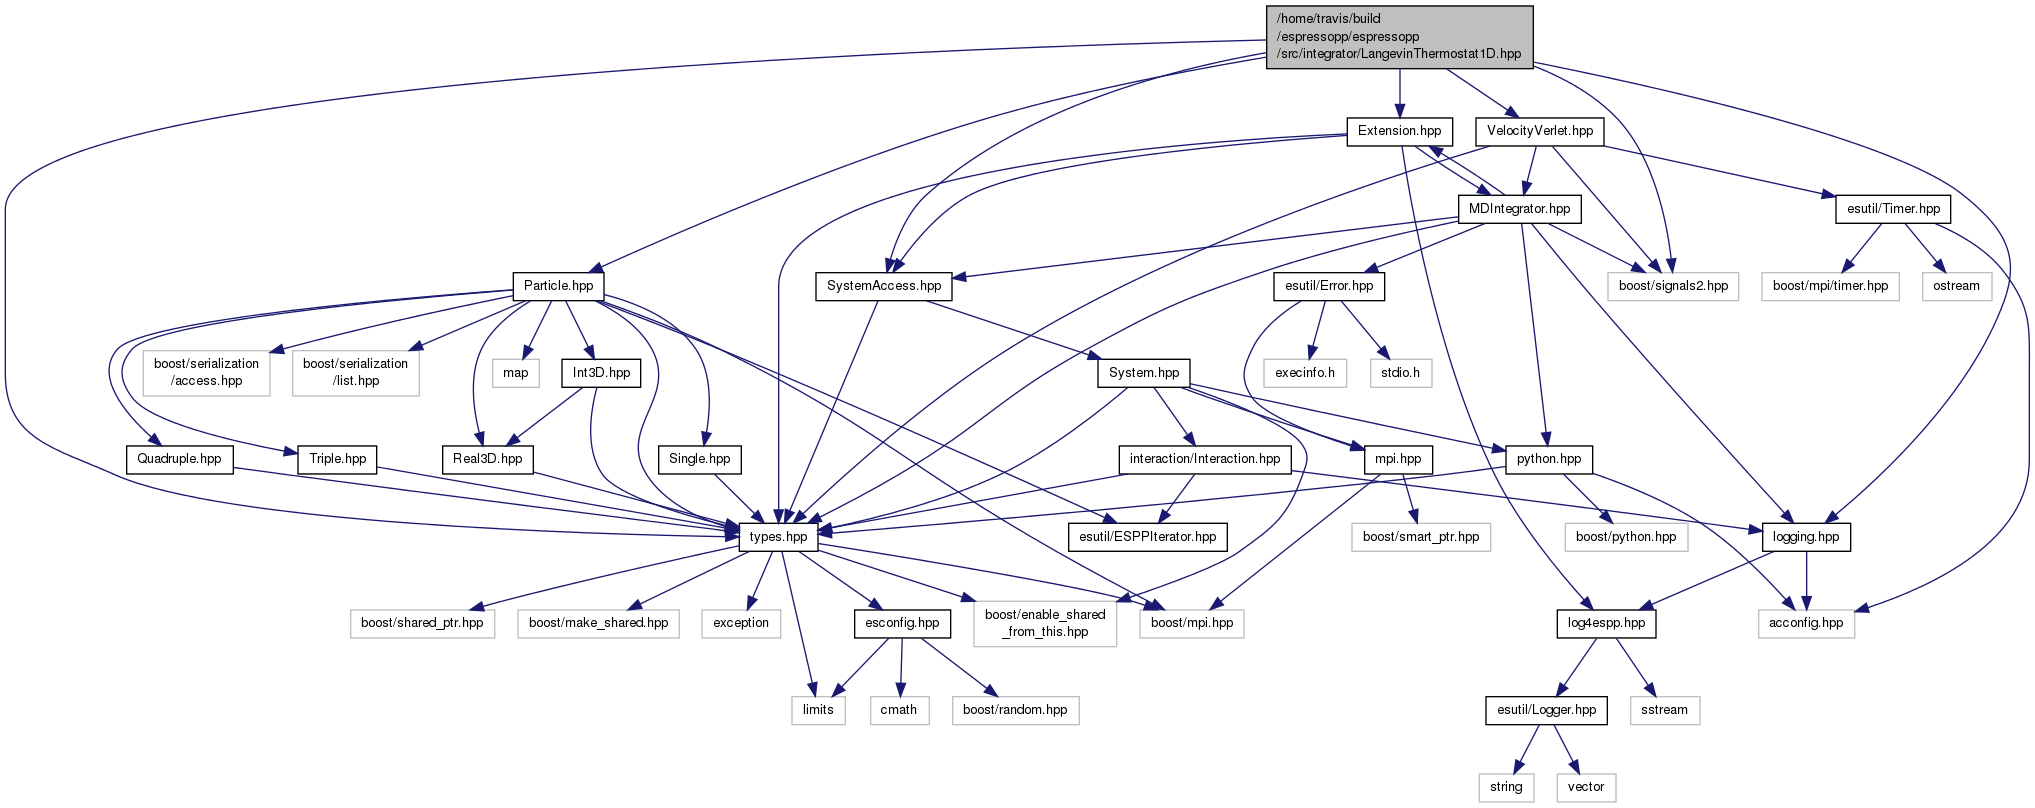 /home/travis/build
/espressopp/espressopp
/src/integrator/LangevinThermostat1D.hpp
Extension.hpp
VelocityVerlet.hpp
MDIntegrator.hpp
esutil/Timer.hpp
Particle.hpp
SystemAccess.hpp
esutil/Error.hpp
boost/signals2.hpp
boost/mpi/timer.hpp
ostream
boost/serialization
/access.hpp
boost/serialization
/list.hpp
map
Int3D.hpp
System.hpp
execinfo.h
stdio.h
Quadruple.hpp
Triple.hpp
Real3D.hpp
Single.hpp
interaction/Interaction.hpp
mpi.hpp
python.hpp
types.hpp
esutil/ESPPIterator.hpp
boost/smart_ptr.hpp
boost/python.hpp
logging.hpp
boost/shared_ptr.hpp
boost/make_shared.hpp
exception
esconfig.hpp
boost/enable_shared
_from_this.hpp
boost/mpi.hpp
log4espp.hpp
acconfig.hpp
limits
cmath
boost/random.hpp
esutil/Logger.hpp
sstream
string
vector